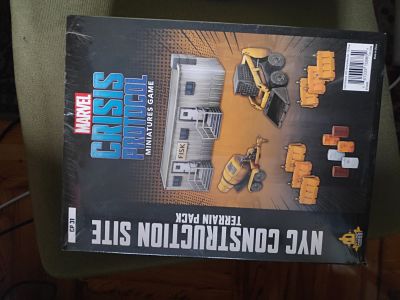 CP 31
NYC CONSTRUCTION SITE
TERRAIN PACK
MARVEL
CRISIS
PROTOCOL
MINIATURES GAME
FISK